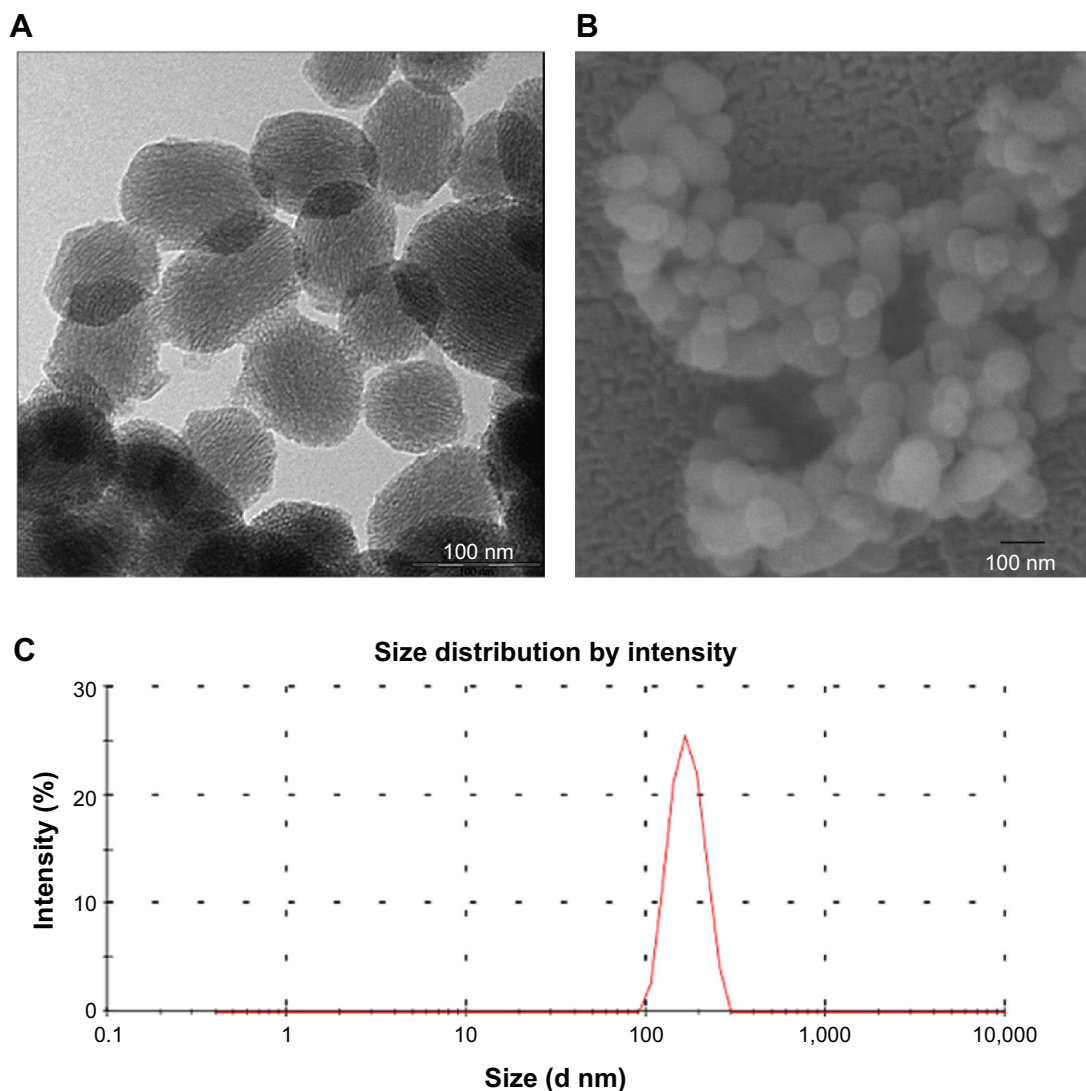 A
B
100 nm
100 nm
100 nm
C
Size distribution by intensity
30
20
10
0
Intensity (%)
0.1
1
10
100
1,000
10,000
Size (d nm)